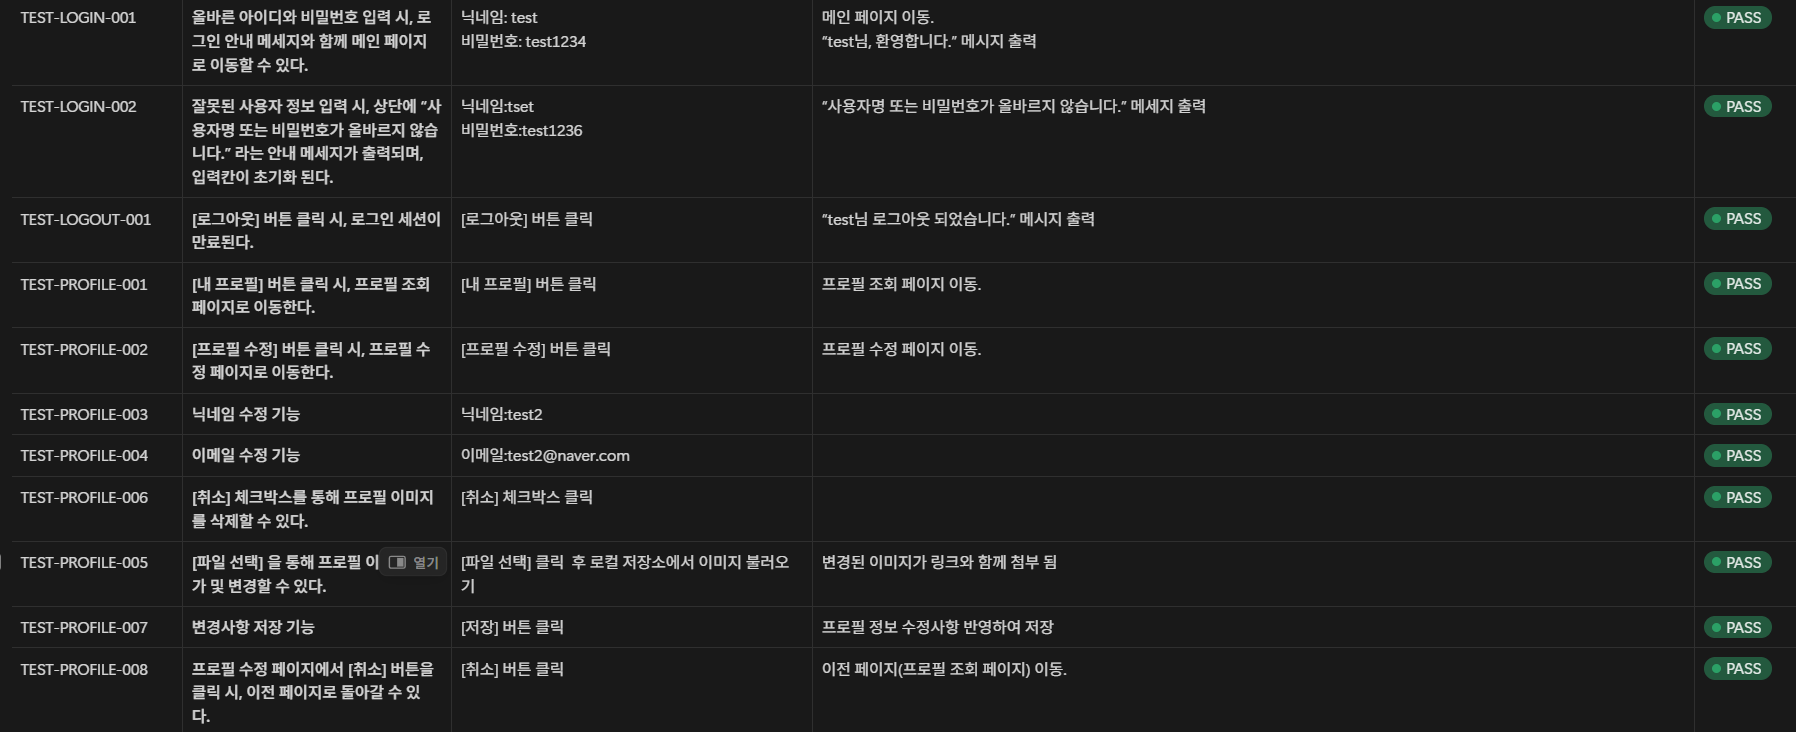 TEST-LOGIN-001
올바른 아이디와 비밀번호 입력 시, 로
그인 안내 메세지와 함께 메인 페이지
로 이동할 수 있다.
닉네임: test
비밀번호: test1234
메인 페이지 이동.
“test님, 환영합니다.” 메시지 출력
PASS
TEST-LOGIN-002
잘못된 사용자 정보 입력 시, 상단에 “사
용자명 또는 비밀번호가 올바르지 않습
니다.” 라는 안내 메세지가 출력되며,
입력칸이 초기화 된다.
닉네임:tset
비밀번호:test1236
“사용자명 또는 비밀번호가 올바르지 않습니다.” 메세지 출력
PASS
TEST-LOGOUT-001
[로그아웃] 버튼 클릭 시, 로그인 세션이
만료된다.
[로그아웃] 버튼 클릭
“test님 로그아웃 되었습니다.” 메시지 출력
PASS
TEST-PROFILE-001
[내 프로필] 버튼 클릭 시, 프로필 조회
페이지로 이동한다.
[내 프로필] 버튼 클릭
프로필 조회 페이지 이동.
PASS
TEST-PROFILE-002
[프로필 수정] 버튼 클릭 시, 프로필 수
정 페이지로 이동한다.
[프로필 수정] 버튼 클릭
프로필 수정 페이지 이동.
PASS
TEST-PROFILE-003
닉네임 수정 기능
닉네임:test2
PASS
TEST-PROFILE-004
이메일 수정 기능
이메일:test2@naver.com
PASS
TEST-PROFILE-006
[취소] 체크박스를 통해 프로필 이미지
를 삭제할 수 있다.
[취소] 체크박스 클릭
PASS
TEST-PROFILE-005
[파일 선택] 을 통해 프로필 이
가 및 변경할 수 있다.
열기
[파일 선택] 클릭 후 로컬 저장소에서 이미지 불러오
기
변경된 이미지가 링크와 함께 첨부 됨
PASS
TEST-PROFILE-007
변경사항 저장 기능
[저장] 버튼 클릭
프로필 정보 수정사항 반영하여 저장
PASS
TEST-PROFILE-008
프로필 수정 페이지에서 [취소] 버튼을
클릭 시, 이전 페이지로 돌아갈 수 있
다.
[취소] 버튼 클릭
이전 페이지(프로필 조회 페이지) 이동.
PASS